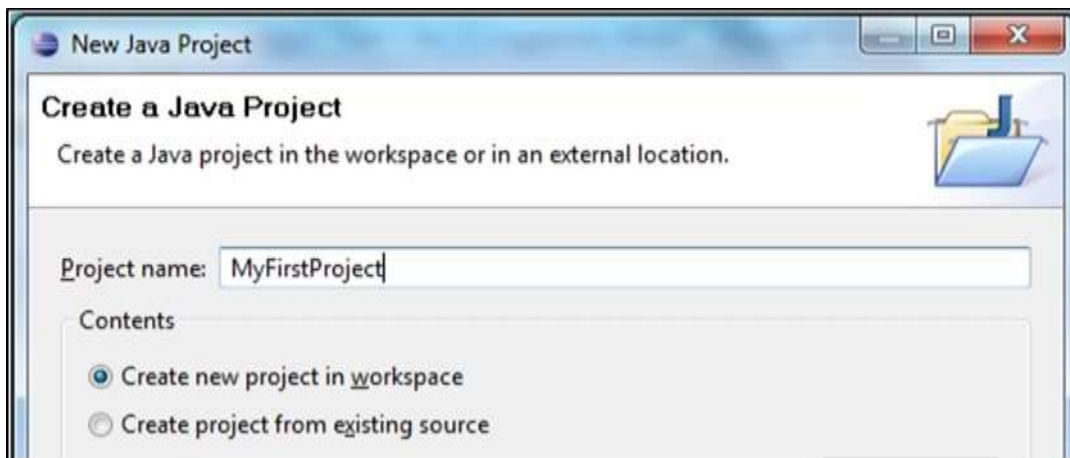 New Java Project
Create a Java Project
Create a Java project in the workspace or in an external location.
Project name: MyFirstProject
Contents
Create new project in workspace
Create project from existing source